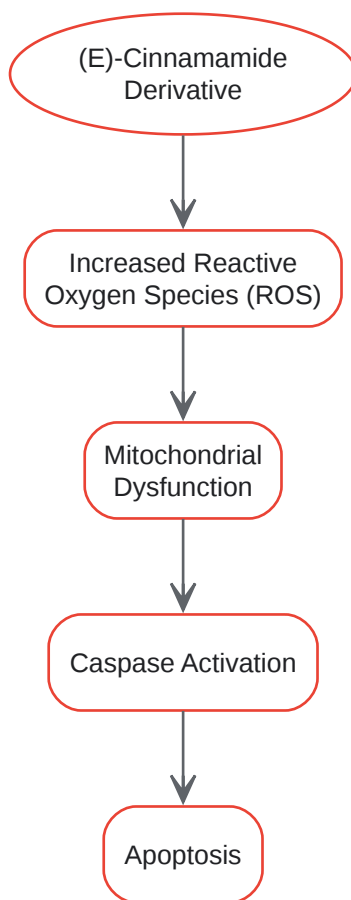 (E)-Cinnamamide
Derivative
Increased Reactive
Oxygen Species (ROS)
Mitochondrial
Dysfunction
Caspase Activation
Apoptosis